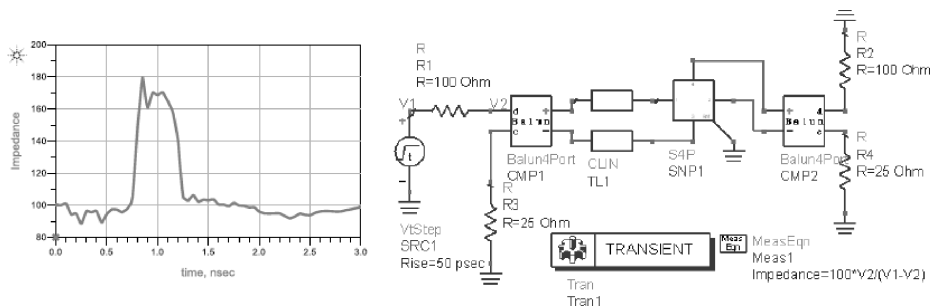 200
180
160
140
120
100
80
Impedance
0.0
0.5
1.0
1.5
2.0
2.5
3.0
time, nsec
R
R1
R=100 Ohm
V1
V2
+
t
−
VtStep
SRC1
Rise=50 psec
d
+
Balun
c
−
Balun4Port
CMP1
R
R3
R=25 Ohm
CLIN
TL1
S4P
SNP1
+
d
Balun
−
c
Balun4Port
CMP2
R
R2
R=100 Ohm
R
R4
R=25 Ohm
TRANSIENT
Tran
Tran1
Meas
Eqn
MeasEqn
Meas1
Impedance=100*V2/(V1-V2)